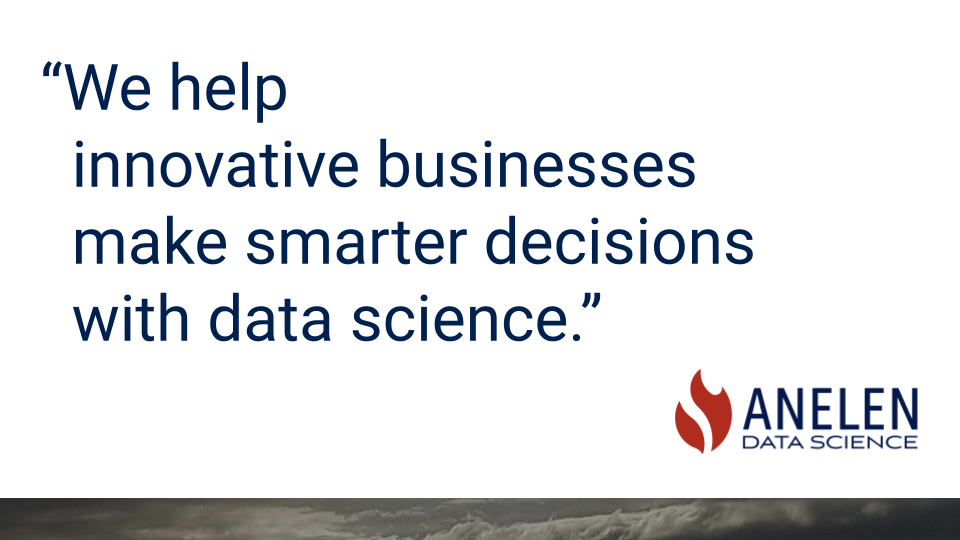 “We help
innovative businesses
make smarter decisions
with data science.”
ANELEN
DATA SCIENCE